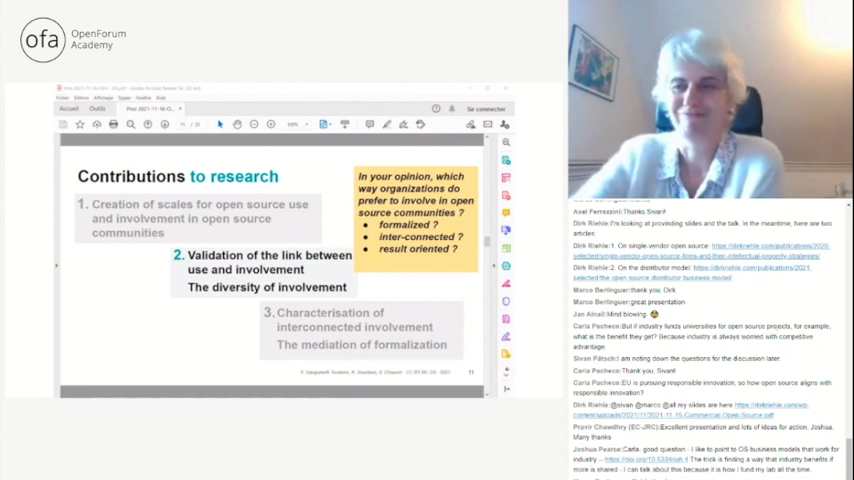 ofa
OpenForum
Academy
Fichier Edition Affichage Signer Fenêtre Aide
Accueil
Outils
Se connecter
Contributions to research
1. Creation of scales for open source use
and involvement in open source
communities
2. Validation of the link between
use and involvement
The diversity of involvement
3. Characterisation of
interconnected involvement
The mediation of formalization
In your opinion, which
way organizations do
prefer to involve in open
source communities ?
• formalized ?
• inter-connected ?
• result oriented ?
11
Axel Ferrazzini:Thanks Sivan!
Dirk Riehle:I'm looking at provinding slides and the talk. In the meantime, here are two
articles:
Dirk Riehle:1. On single-vendor open source: https://dirkriehle.com/publications/2020-
selected/single-vendor-open-source-firms-and-their-intellectual-property-strategies/
Dirk Riehle:2. On the distributor model: https://dirkriehle.com/publications/2021
selected/the-open-source-distributor-business-model/
Marco Berlinguer:thank you, Dirk
Marco Berlinguer:great presentation
Jan Ainali:Mind blowing.
Carla Pacheco:But if industry funds universities for open source projects, for example,
what is the benefit they get? Because industry is always worried with competitive
advantage
Sivan Pätsch:I am noting down the questions for the discussion later.
Carla Pacheco:Thank you, Sivan!
Carla Pacheco:EU is pursuing responsible innovation, so how open source aligns with
responsible innovation?
Dirk Riehle:@sivan @marco @all my slides are here https://dirkriehle.com/wp-
content/uploads/2021/11/2021-11-16-Commercial-Open-Source.pdf
Pravir Chawdhry (EC-JRC):Excellent presentation and lots of ideas for action, Joshua.
Many thanks
Joshua Pearce:Carla- good question - I like to point to OS business models that work for
industry --
The trick is finding a way that industry benefits if
more is shared - I can talk about this because it is how I fund my lab all the time.